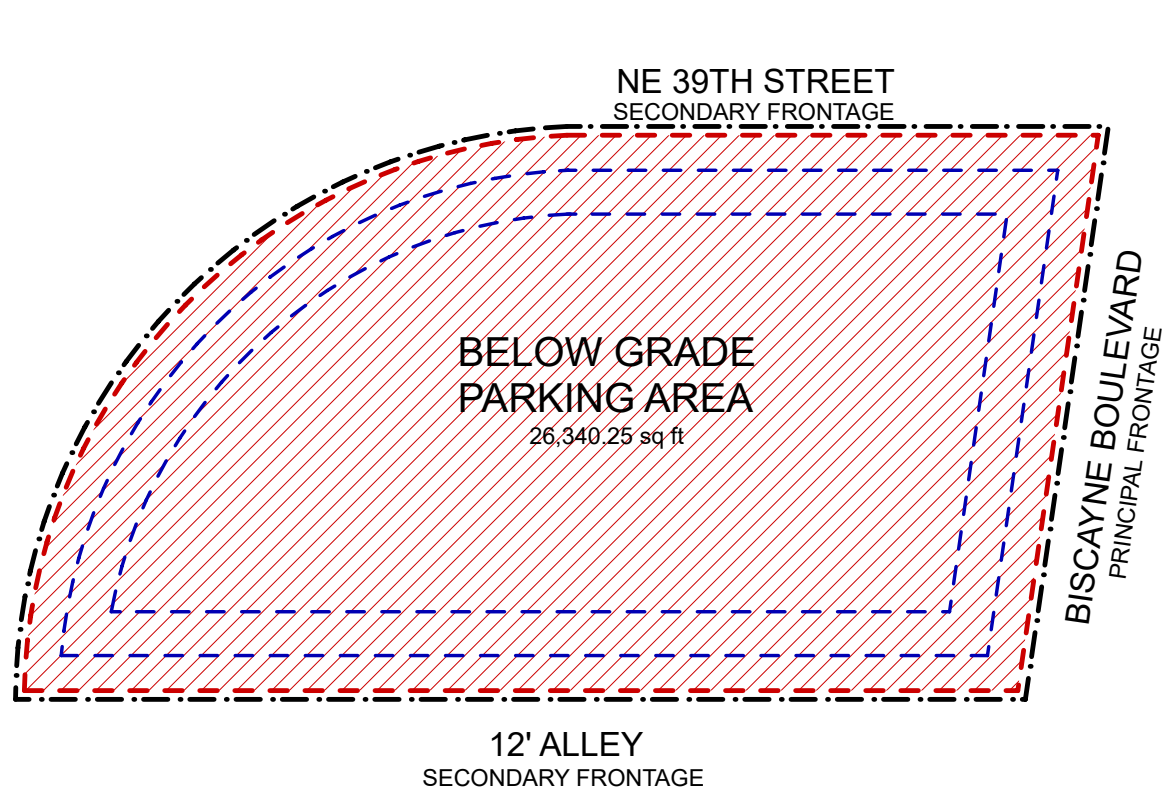 NE 39TH STREET
SECONDARY FRONTAGE
BELOW GRADE
PARKING AREA
26,340.25 sq ft
BISCAYNE BOULEVARD
PRINCIPAL FRONTAGE
12' ALLEY
SECONDARY FRONTAGE